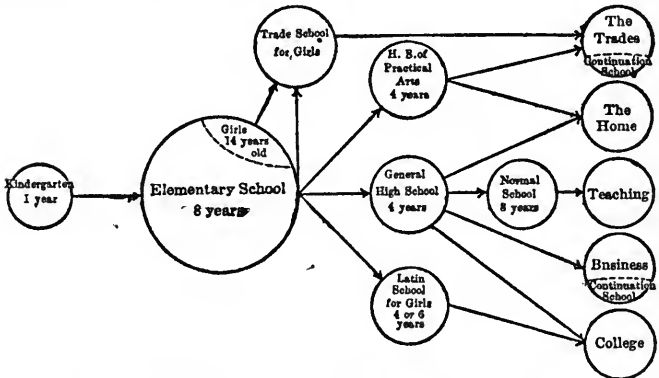 Kindergarten
1 year
Girls
14 years
old
Elementary School
8 years
Trade School
for Girls
H. B. of
Practical
Arts
4 years
General
High School
4 years
Latin
School
for Girls
4 or 6
years
Normal
School
3 years
The
Trades
Continuation
School
The
Home
Teaching
Business
Continuation
School
College